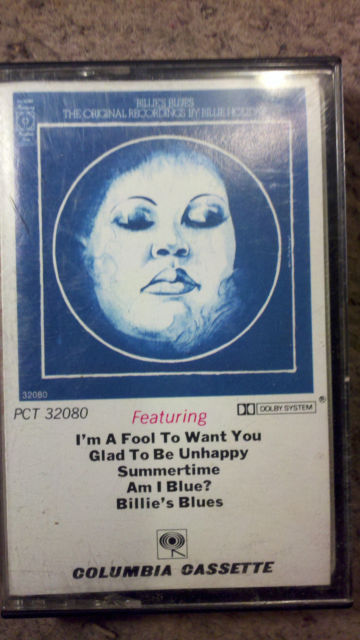 BILLIE'S BLUES
THE ORIGINAL RECORDINGS BY BILLIE HOLIDAY
32080
PCT 32080
Featuring
DOLBY SYSTEM ®
I'm A Fool To Want You
Glad To Be Unhappy
Summertime
Am I Blue?
Billie's Blues
COLUMBIA CASSETTE